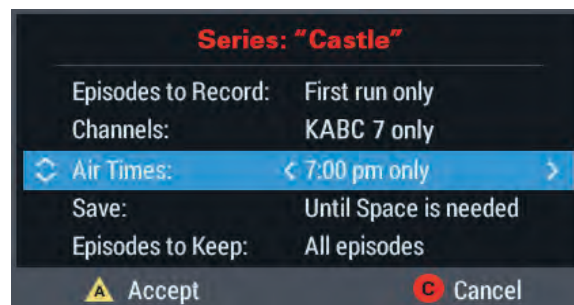 Series: "Castle"
Episodes to Record: First run only
Channels: KABC 7 only
Air Times: < 7:00 pm only >
Save: Until Space is needed
Episodes to Keep: All episodes
A Accept C Cancel